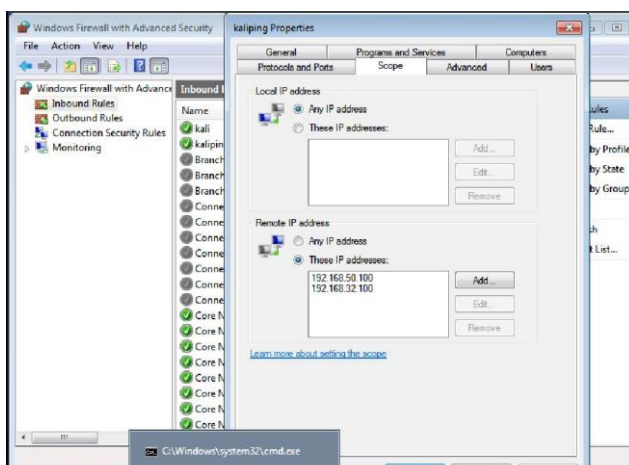 Windows Firewall with Advanced Security
File Action View Help
Windows Firewall with Advance
Inbound Rules
Outbound Rules
Connection Security Rules
Monitoring
Inbound
Name
kali
kalipin
Branch
Branch
Branch
Conne
Conne
Conne
Conne
Conne
Conne
Conne
Core N
Core N
Core N
Core N
Core N
Core N
Core N
Core N
kaliping Properties
General
Programs and Services
Computers
Protocols and Ports
Scope
Advanced
Users
Local IP address
Any IP address
These IP addresses:
Add...
Edit...
Remove
Remote IP address
Any IP address
These IP addresses:
192.168.50.100
192.168.32.100
Add...
Edit...
Remove
Learn more about setting the scope
ules
Rule...
by Profile
by State
by Group
sh
t List...
C:\Windows\system32\cmd.exe